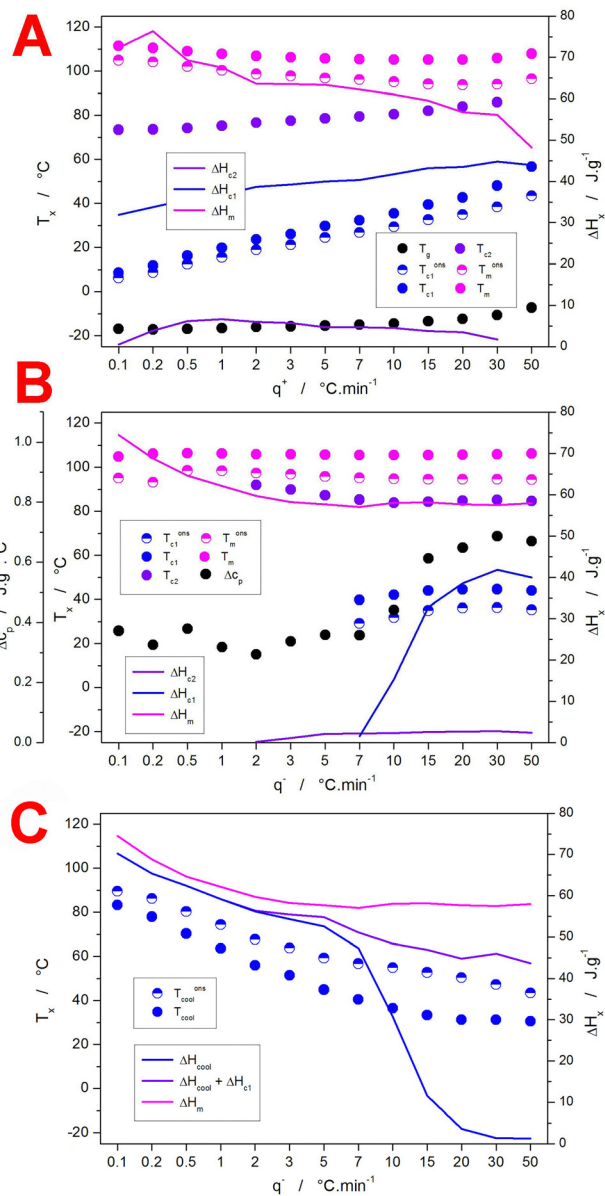 A
120
100
80
60
40
20
0
-20
T_x / °C
80
70
60
50
40
30
20
10
0
ΔH_x / J.g⁻¹
ΔH_c2
ΔH_c1
ΔH_m
T_g T_c2
T_c1^ons T_m^ons
T_c1 T_m
0.1 0.2 0.5 1 2 3 5 7 10 15 20 30 50
q⁺ / °C.min⁻¹
B
1.0
0.8
0.6
0.4
0.2
0.0
Δc_p / J.g . C
120
100
80
60
40
20
0
-20
T_x / °C
80
70
60
50
40
30
20
10
0
ΔH_x / J.g⁻¹
T_c1^ons T_m^ons
T_c1 T_m
T_c2 Δc_p
ΔH_c2
ΔH_c1
ΔH_m
0.1 0.2 0.5 1 2 3 5 7 10 15 20 30 50
q⁻ / °C.min⁻¹
C
120
100
80
60
40
20
0
-20
T_x / °C
80
70
60
50
40
30
20
10
0
ΔH_x / J.g⁻¹
T_cool^ons
T_cool
ΔH_cool
ΔH_cool + ΔH_c1
ΔH_m
0.1 0.2 0.5 1 2 3 5 7 10 15 20 30 50
q⁻ / °C.min⁻¹